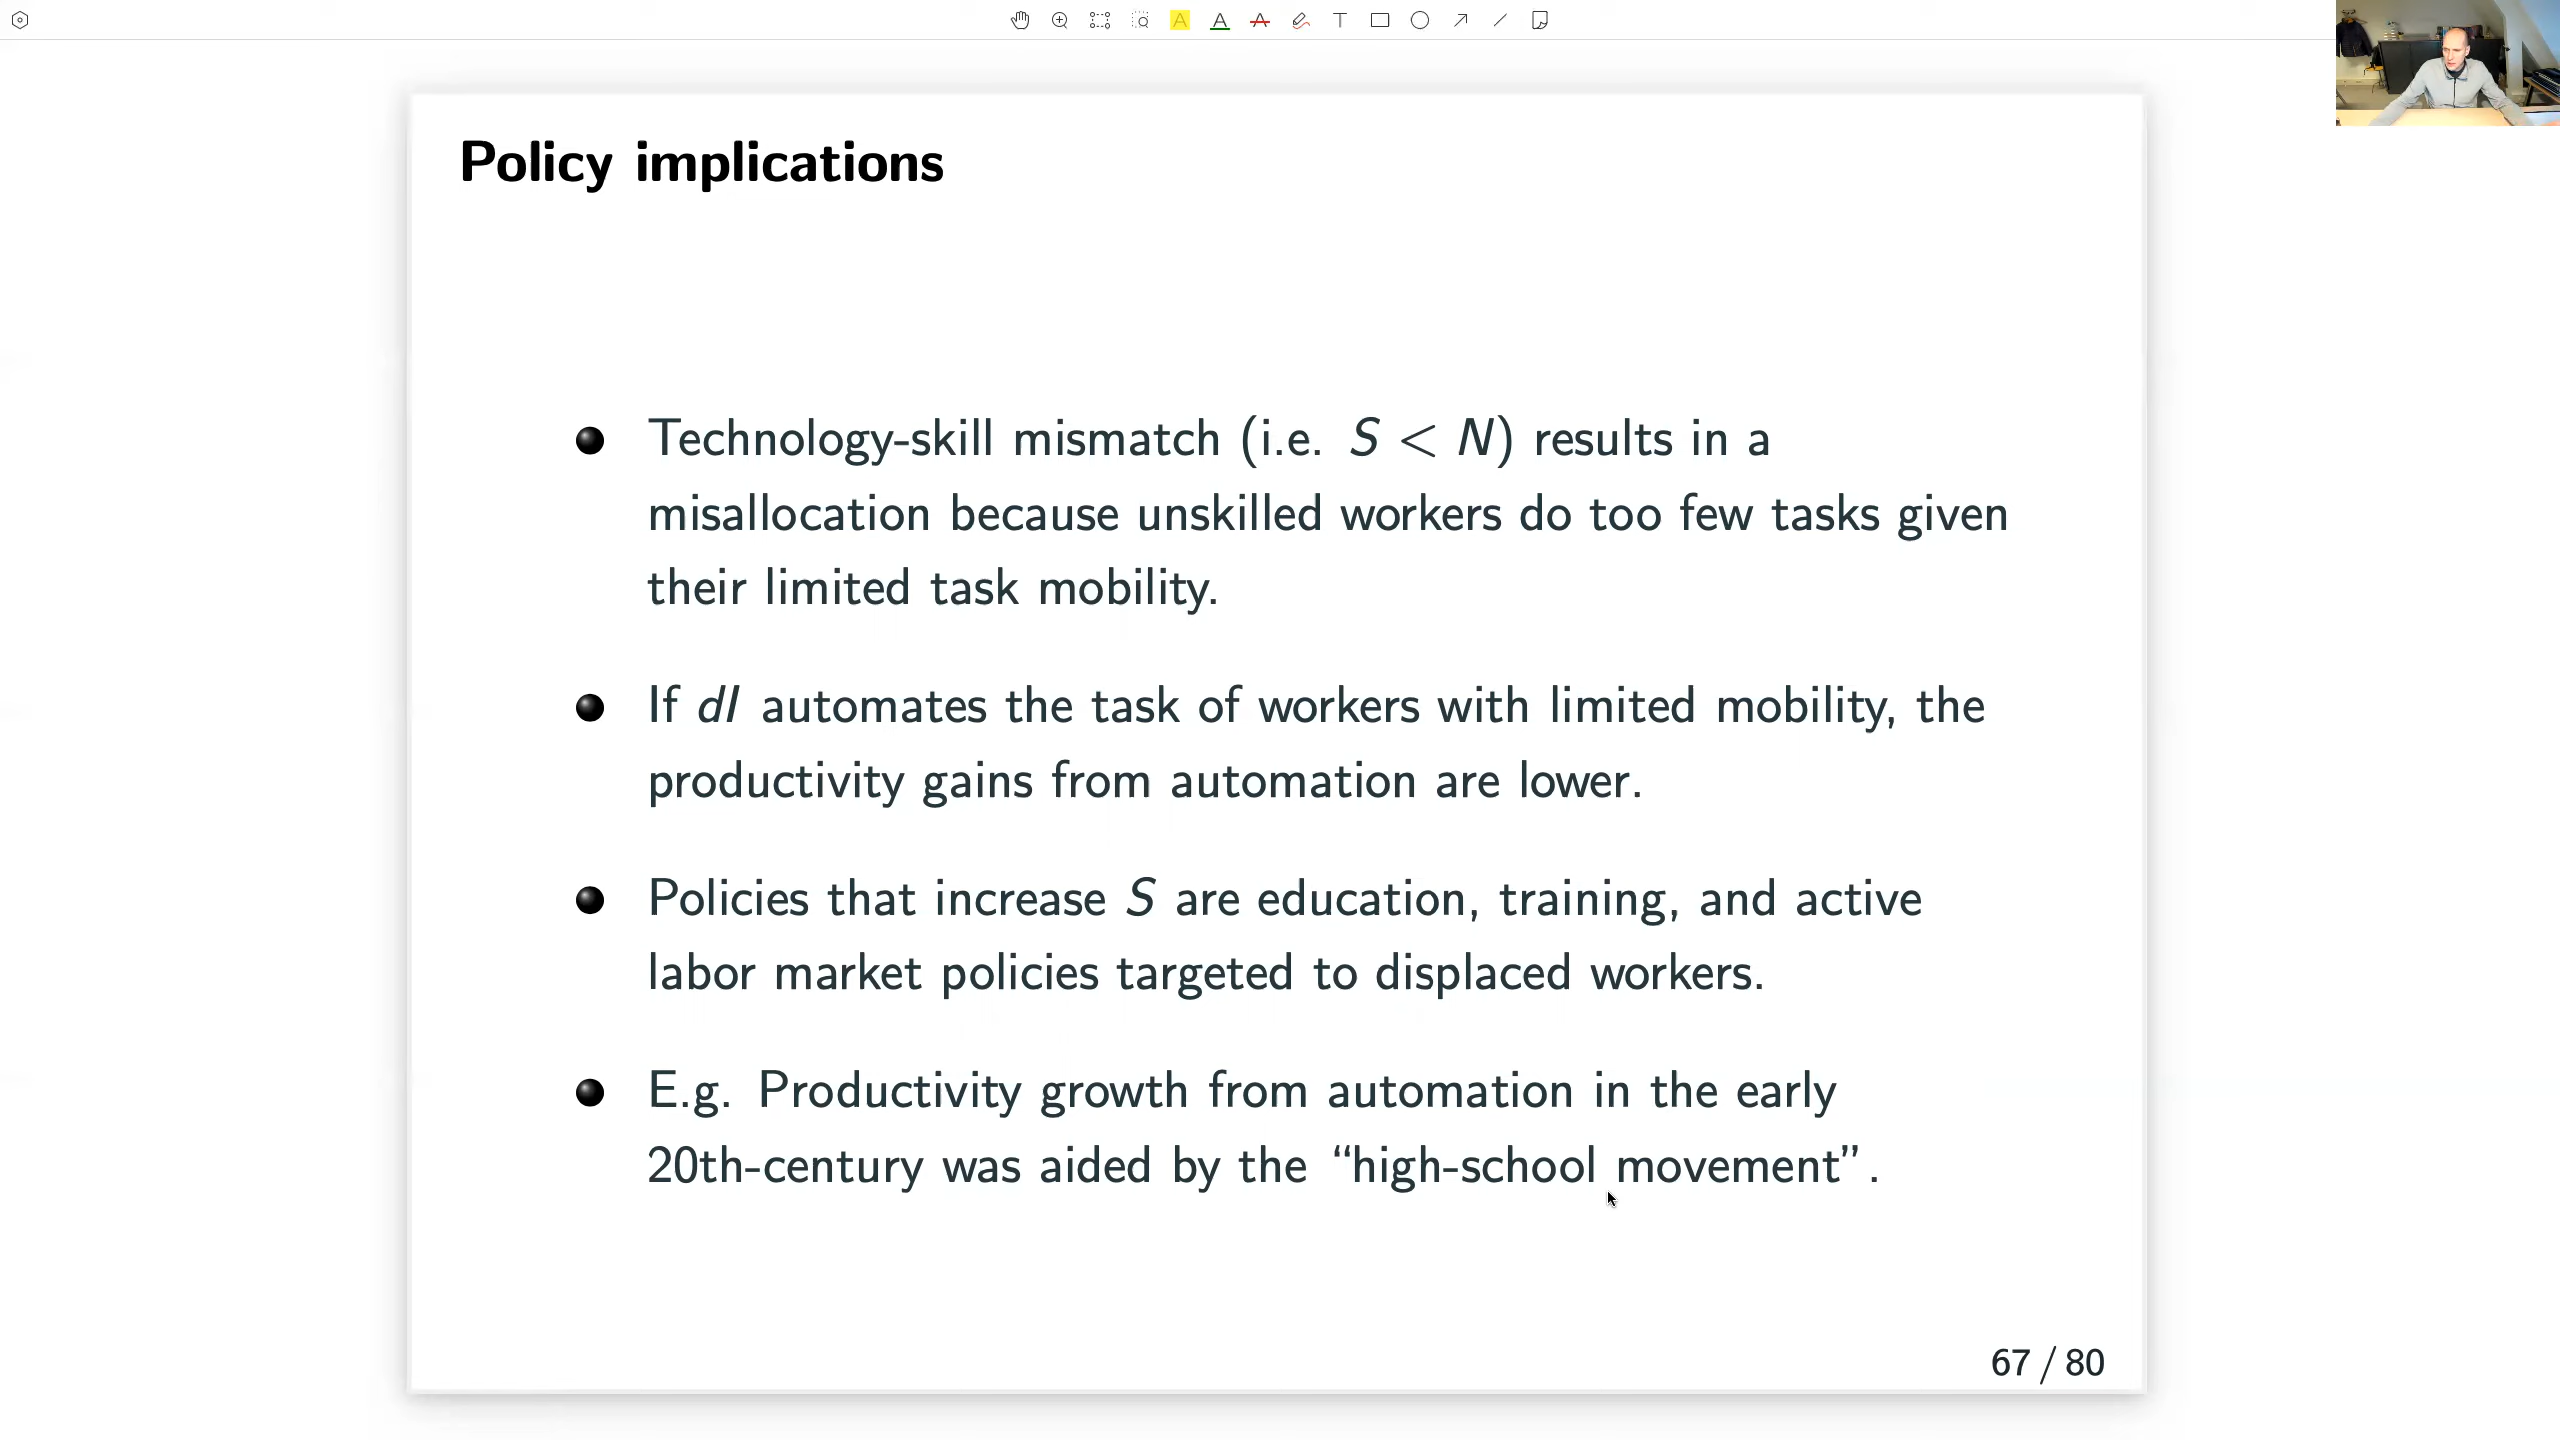 Policy implications
Technology-skill mismatch (i.e. S < N) results in a
misallocation because unskilled workers do too few tasks given
their limited task mobility.
If dI automates the task of workers with limited mobility, the
productivity gains from automation are lower.
Policies that increase S are education, training, and active
labor market policies targeted to displaced workers.
E.g. Productivity growth from automation in the early
20th-century was aided by the “high-school movement”.
67 / 80